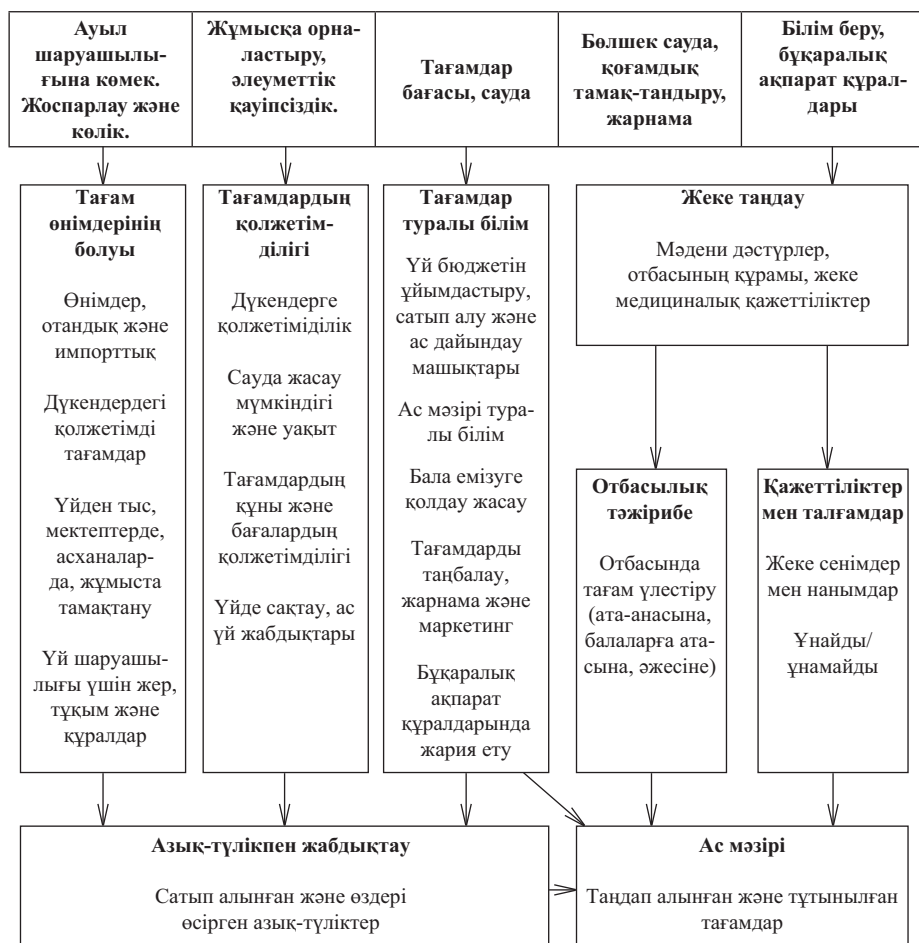 Ауыл
шаруашылы-
ғына көмек.
Жоспарлау және
көлік.
Жұмысқа орна-
ластыру,
әлеуметтік
қауіпсіздік.
Тағамдар
бағасы, сауда
Бөлшек сауда,
қоғамдық
тамақ-тандыру,
жарнама
Білім беру,
бұқаралық
ақпарат құрал-
дары
Тағам
өнімдерінің
болуы
Өнімдер,
отандық және
импорттық
Дүкендердегі
қолжетімді
тағамдар
Үйден тыс,
мектептерде,
асханалар-
да, жұмыста
тамақтану
Үй шаруашы-
лығы үшін жер,
тұқым және
құралдар
Тағамдардың
қолжетім-
ділігі
Дүкендерге
қолжетіміділік
Сауда жасау
мүмкіндігі
және уақыт
Тағамдардың
құны және
бағалардың
қолжетімділігі
Үйде сақтау, ас
үй жабдықтары
Тағамдар
туралы білім
Үй бюджетін
ұйымдастыру,
сатып алу және
ас дайындау
машықтары
Ас мәзірі тура-
лы білім
Бала емізуге
қолдау жасау
Тағамдарды
таңбалау,
жарнама және
маркетинг
Бұқаралық
ақпарат
құралдарында
жария ету
Жеке таңдау
Мәдени дәстүрлер,
отбасының құрамы, жеке
медициналық қажеттіліктер
Отбасылық
тәжірибе
Отбасында
тағам үлестіру
(ата-анасына,
балаларға ата-
сына, әжесіне)
Қажеттіліктер
мен талғамдар
Жеке сенімдер
мен нанымдар
Ұнайды/
ұнамайды
Азық-түлікпен жабдықтау
Сатып алынған және өздері
өсірген азық-түліктер
Ас мәзірі
Таңдап алынған және тұтынылған
тағамдар